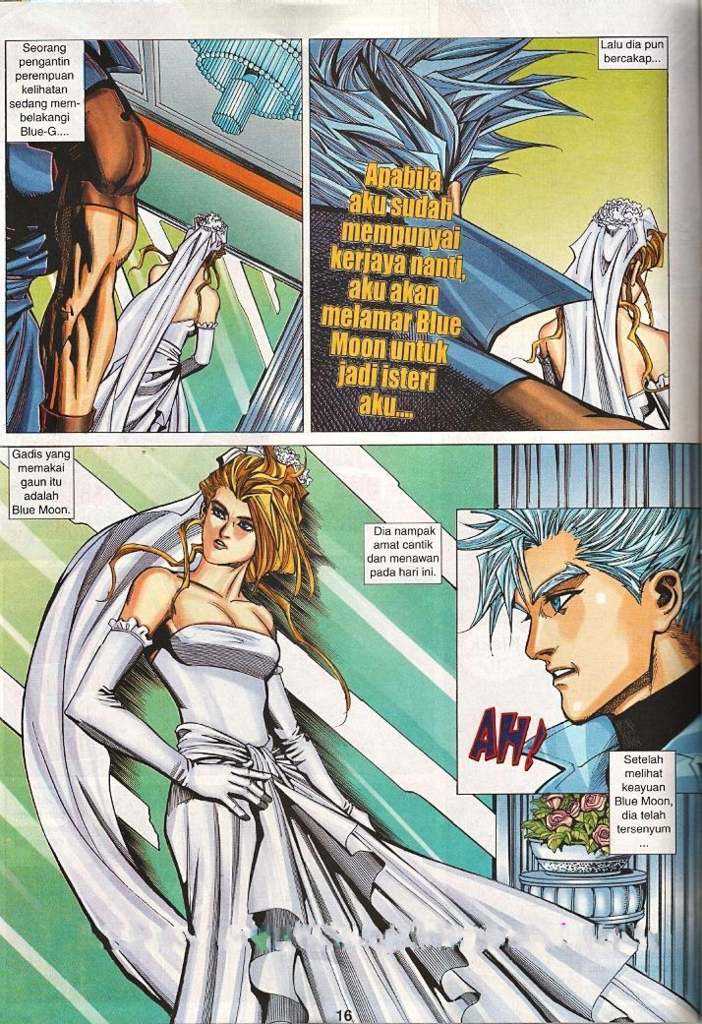 Seorang
pengantin
perempuan
kelihatan
sedang mem-
belakangi
Blue-G....
Lalu dia pun
bercakap...
Apabila
aku sudah
mempunyai
kerjaya nanti,
aku akan
melamar Blue
Moon untuk
jadi isteri
aku....
Gadis yang
memakai
gaun itu
adalah
Blue Moon.
Dia nampak
amat cantik
dan menawan
pada hari ini.
AH!
Setelah
melihat
keayuan
Blue Moon,
dia telah
tersenyum
...
16